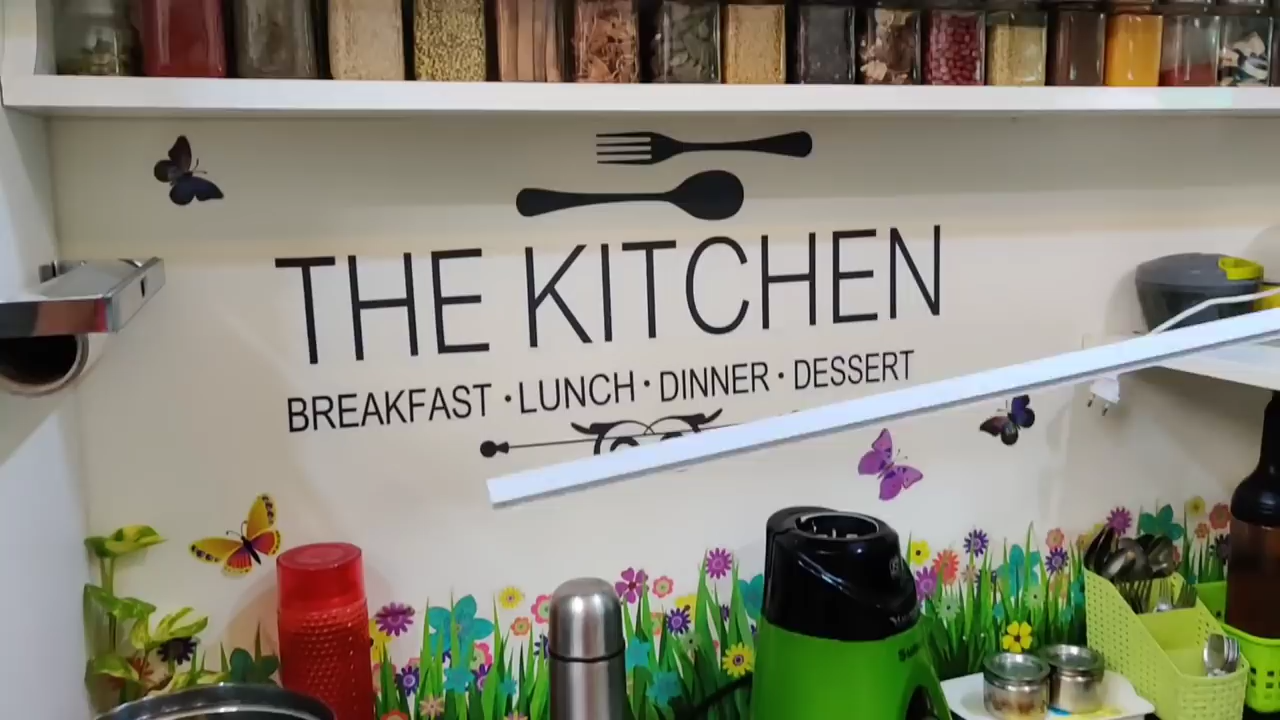 THE KITCHEN
BREAKFAST · LUNCH · DINNER · DESSERT